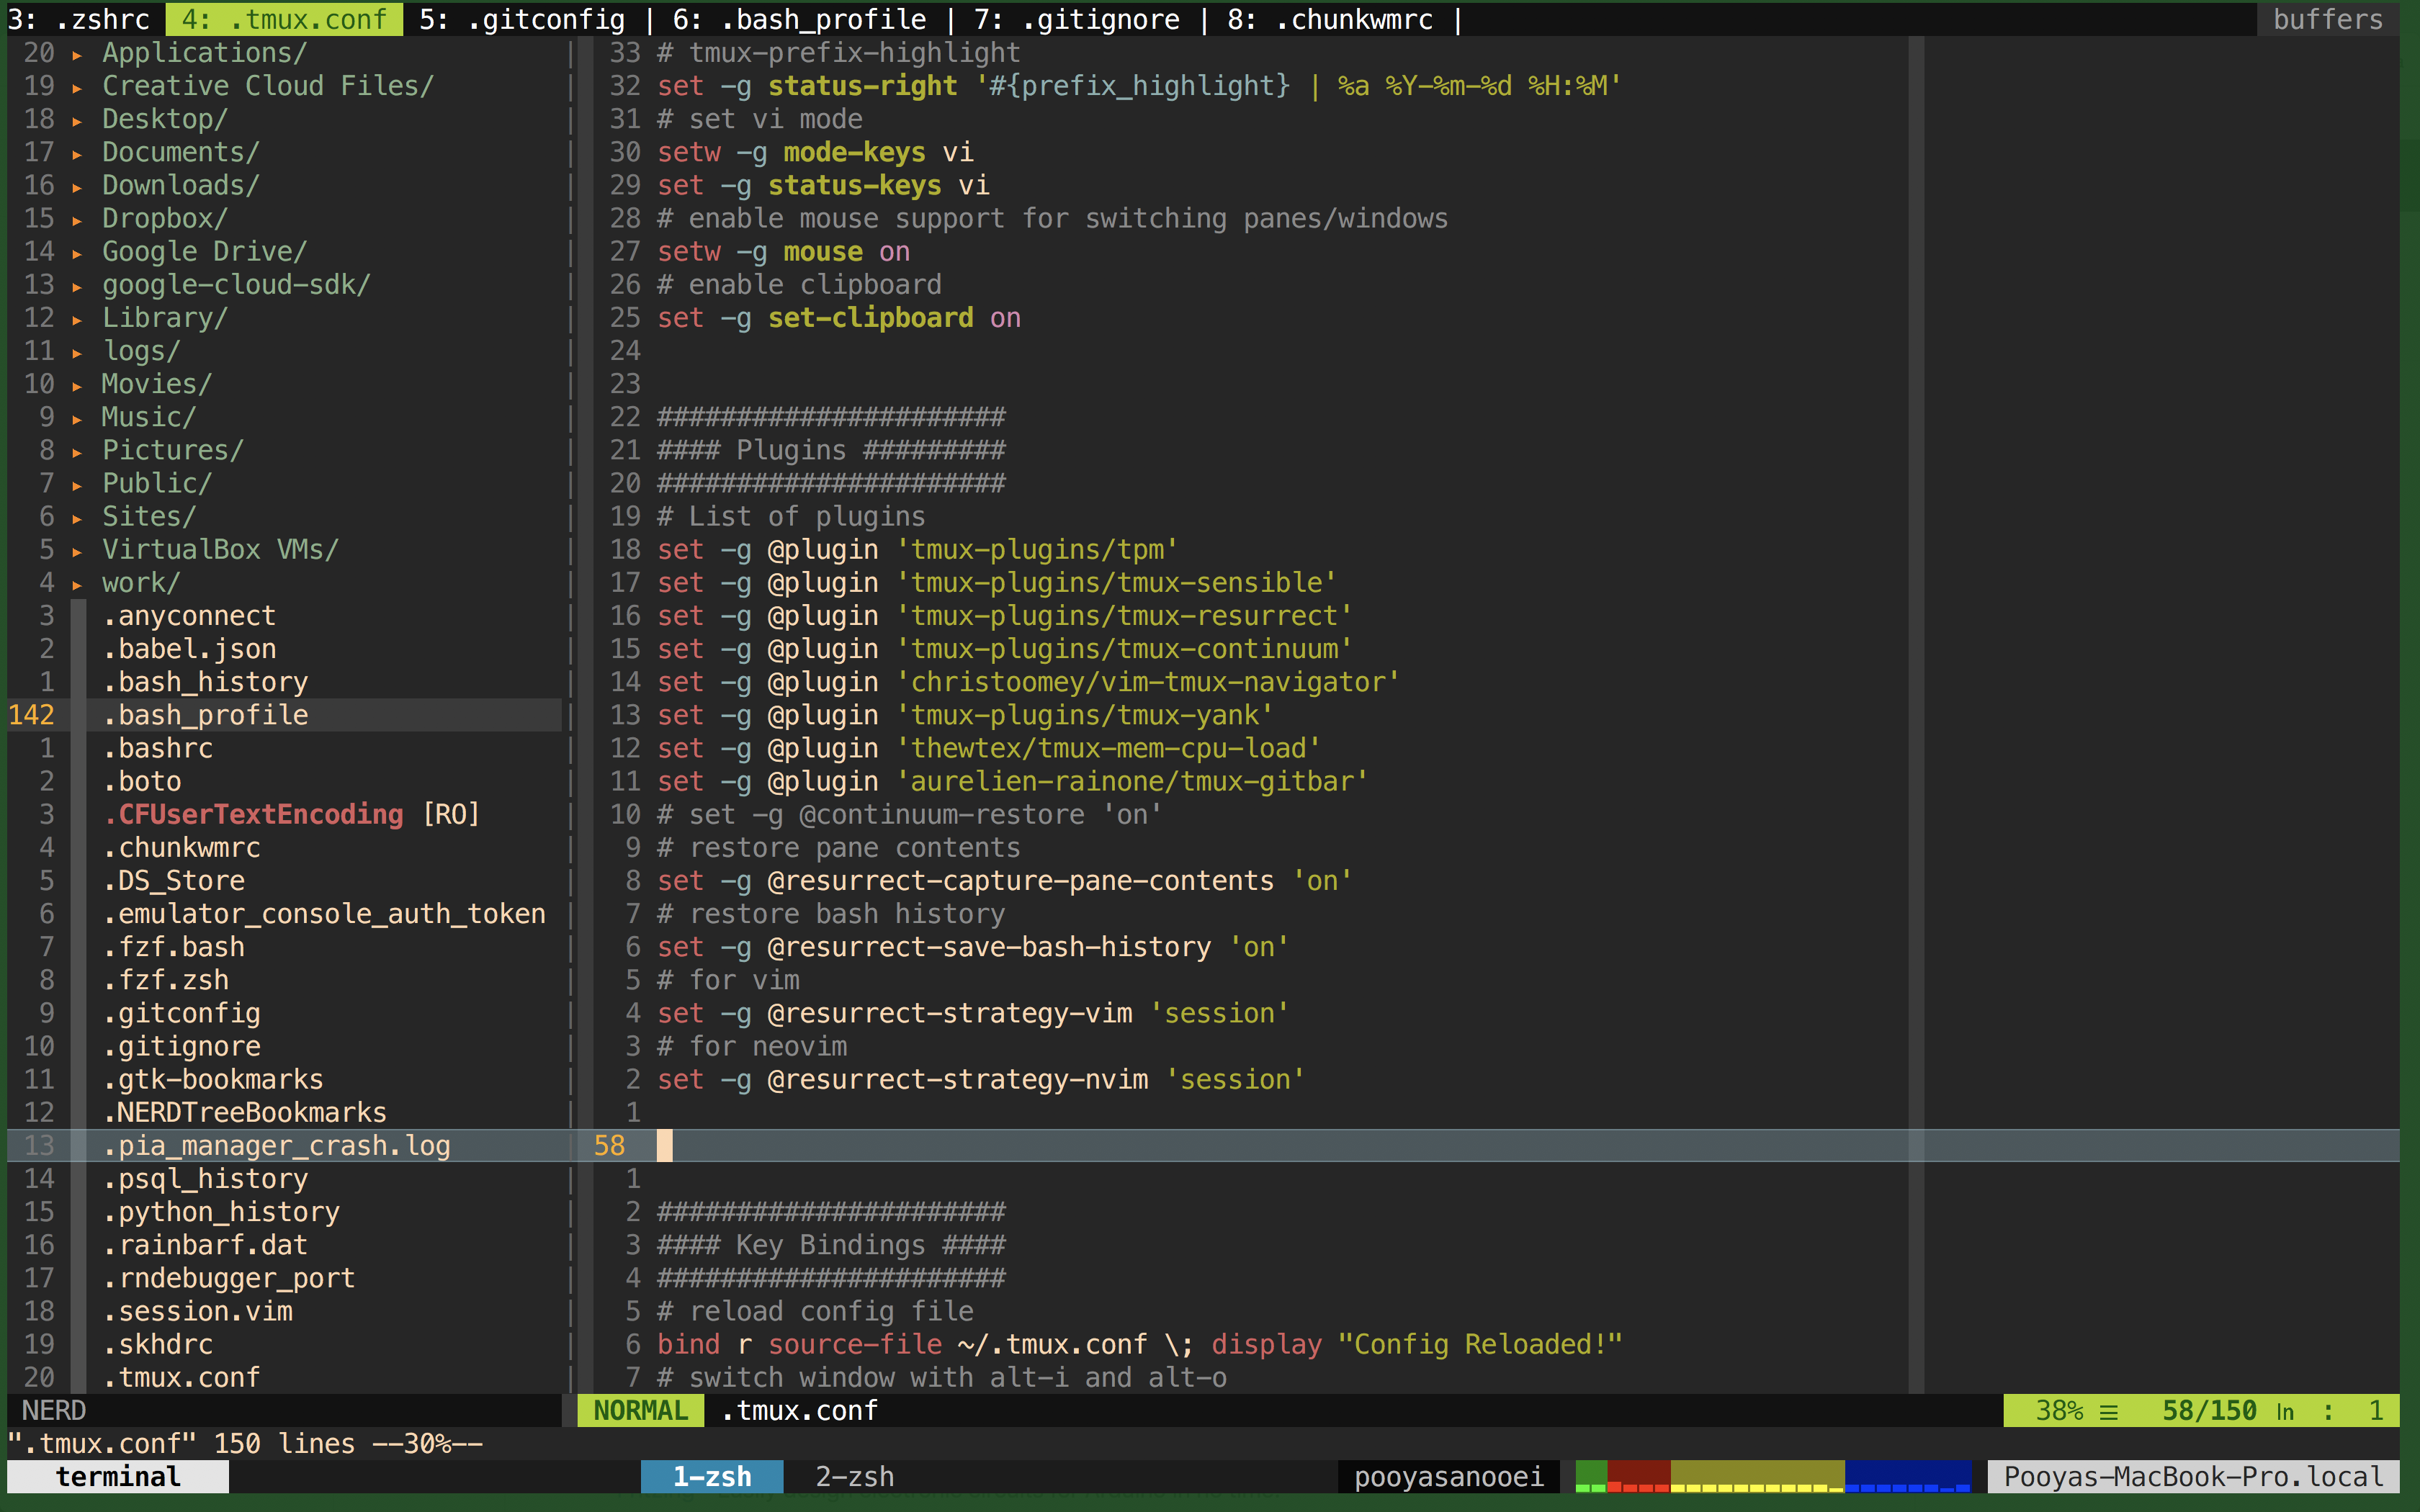 3: .zshrc 4: .tmux.conf 5: .gitconfig | 6: .bash_profile | 7: .gitignore | 8: .chunkwmrc | buffers
20 ▸ Applications/
19 ▸ Creative Cloud Files/
18 ▸ Desktop/
17 ▸ Documents/
16 ▸ Downloads/
15 ▸ Dropbox/
14 ▸ Google Drive/
13 ▸ google-cloud-sdk/
12 ▸ Library/
11 ▸ logs/
10 ▸ Movies/
9 ▸ Music/
8 ▸ Pictures/
7 ▸ Public/
6 ▸ Sites/
5 ▸ VirtualBox VMs/
4 ▸ work/
3 .anyconnect
2 .babel.json
1 .bash_history
142 .bash_profile
1 .bashrc
2 .boto
3 .CFUserTextEncoding [RO]
4 .chunkwmrc
5 .DS_Store
6 .emulator_console_auth_token
7 .fzf.bash
8 .fzf.zsh
9 .gitconfig
10 .gitignore
11 .gtk-bookmarks
12 .NERDTreeBookmarks
13 .pia_manager_crash.log
14 .psql_history
15 .python_history
16 .rainbarf.dat
17 .rndebugger_port
18 .session.vim
19 .skhdrc
20 .tmux.conf
33 # tmux-prefix-highlight
32 set -g status-right '#{prefix_highlight} | %a %Y-%m-%d %H:%M'
31 # set vi mode
30 setw -g mode-keys vi
29 set -g status-keys vi
28 # enable mouse support for switching panes/windows
27 setw -g mouse on
26 # enable clipboard
25 set -g set-clipboard on
24
23
22 ######################
21 #### Plugins #########
20 ######################
19 # List of plugins
18 set -g @plugin 'tmux-plugins/tpm'
17 set -g @plugin 'tmux-plugins/tmux-sensible'
16 set -g @plugin 'tmux-plugins/tmux-resurrect'
15 set -g @plugin 'tmux-plugins/tmux-continuum'
14 set -g @plugin 'christoomey/vim-tmux-navigator'
13 set -g @plugin 'tmux-plugins/tmux-yank'
12 set -g @plugin 'thewtex/tmux-mem-cpu-load'
11 set -g @plugin 'aurelien-rainone/tmux-gitbar'
10 # set -g @continuum-restore 'on'
9 # restore pane contents
8 set -g @resurrect-capture-pane-contents 'on'
7 # restore bash history
6 set -g @resurrect-save-bash-history 'on'
5 # for vim
4 set -g @resurrect-strategy-vim 'session'
3 # for neovim
2 set -g @resurrect-strategy-nvim 'session'
1
58
1
2 ######################
3 #### Key Bindings ####
4 ######################
5 # reload config file
6 bind r source-file ~/.tmux.conf \; display "Config Reloaded!"
7 # switch window with alt-i and alt-o
NERD NORMAL .tmux.conf 38% ≡ 58/150 ln : 1
".tmux.conf" 150 lines --30%--
terminal 1-zsh 2-zsh pooyasanooei Pooyas-MacBook-Pro.local